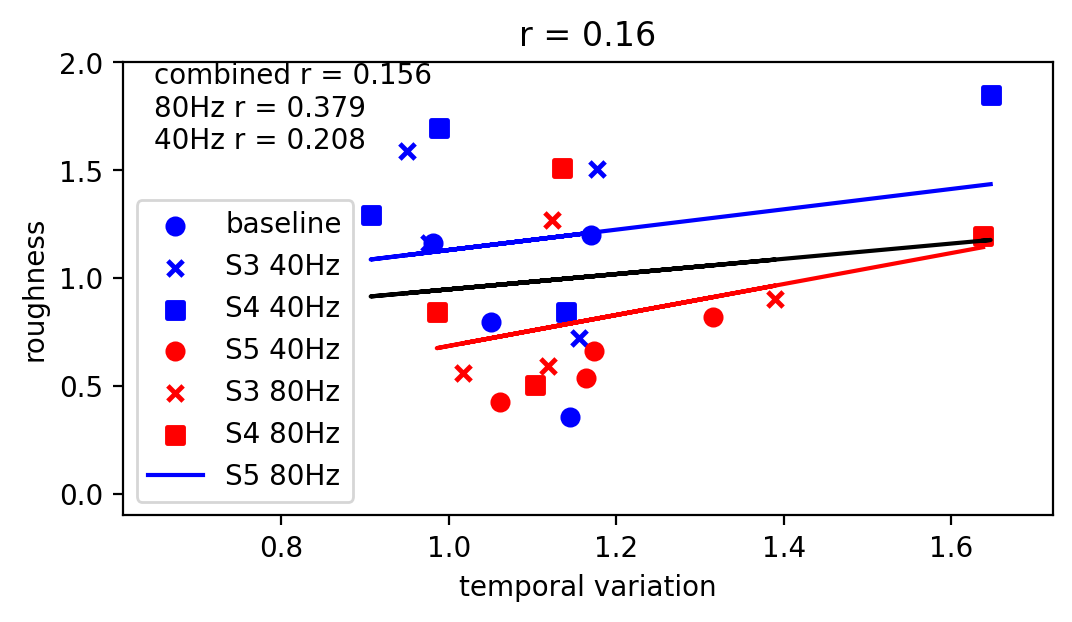 r = 0.16
combined r = 0.156
80Hz r = 0.379
40Hz r = 0.208
baseline
S3 40Hz
S4 40Hz
S5 40Hz
S3 80Hz
S4 80Hz
S5 80Hz
2.0
1.5
1.0
0.5
0.0
roughness
0.8 1.0 1.2 1.4 1.6
temporal variation